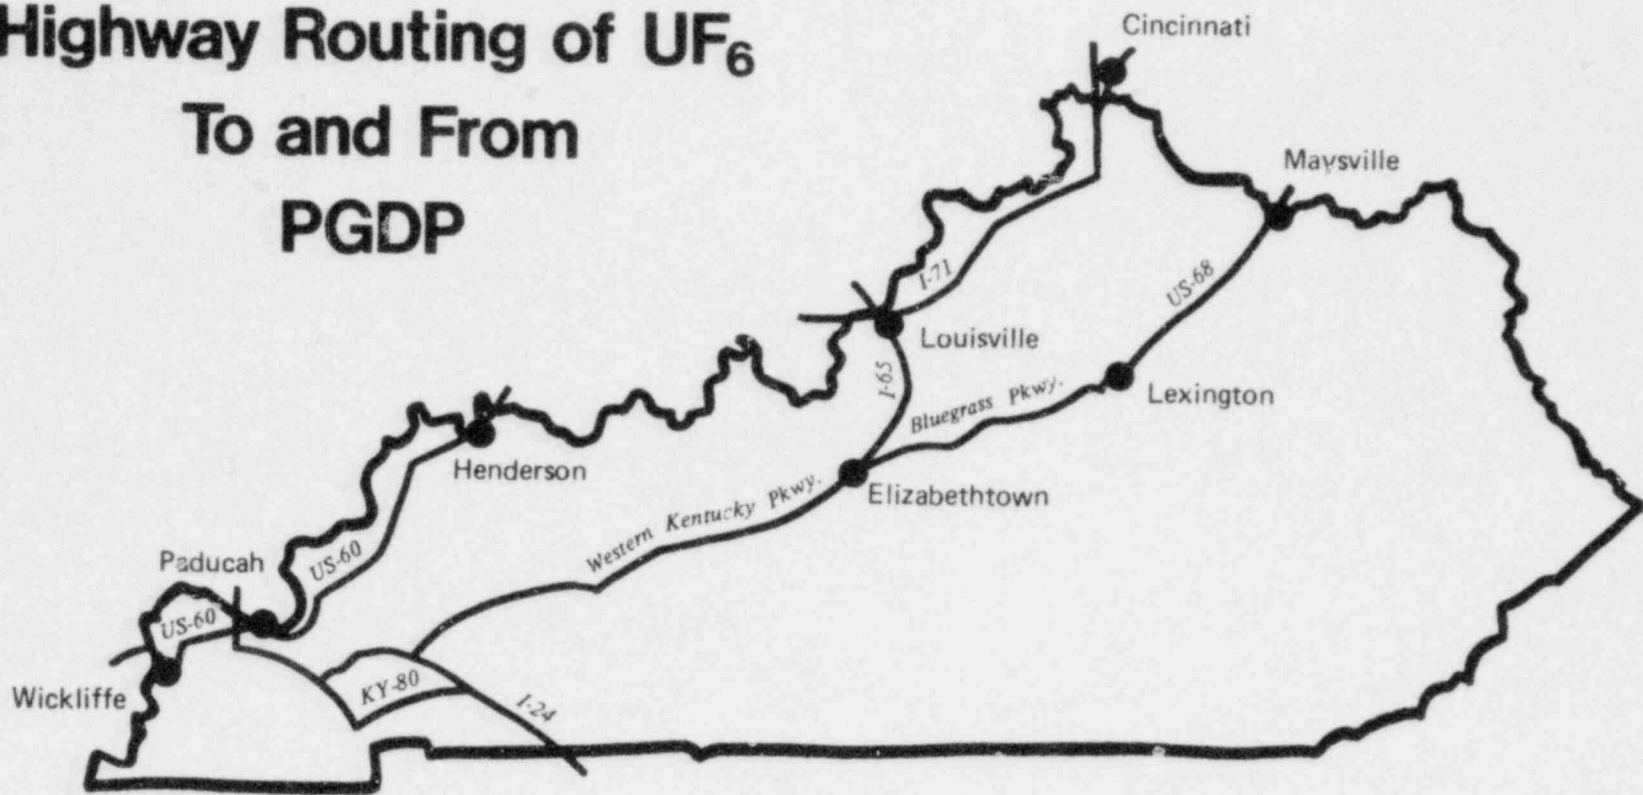 Highway Routing of UF₆
To and From
PGDP
Cincinnati
Maysville
I-71
US-68
Louisville
I-65
Bluegrass Pkwy.
Lexington
Henderson
Western Kentucky Pkwy.
Elizabethtown
Paducah
US-60
US-60
Wickliffe
KY-80
I-24